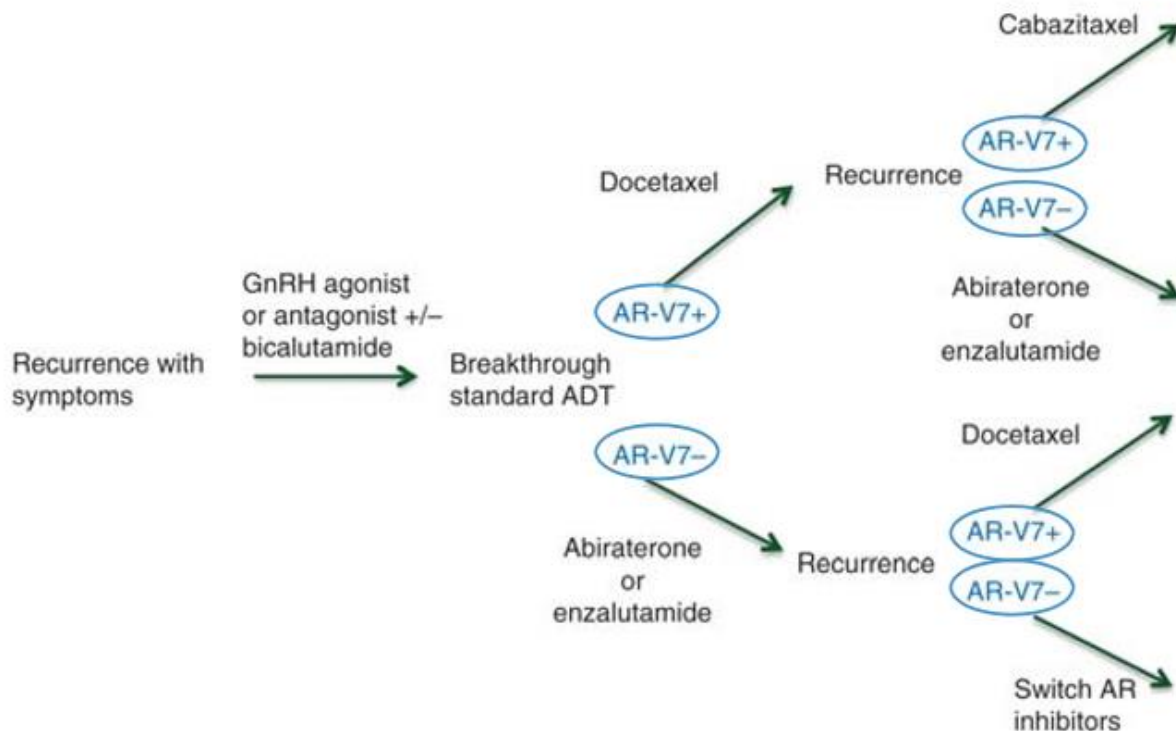 Recurrence with
symptoms
GnRH agonist
or antagonist +/–
bicalutamide
Breakthrough
standard ADT
AR-V7+
Docetaxel
Recurrence
AR-V7+
Cabazitaxel
AR-V7–
Abiraterone
or
enzalutamide
AR-V7–
Abiraterone
or
enzalutamide
Recurrence
AR-V7+
Docetaxel
AR-V7–
Switch AR
inhibitors